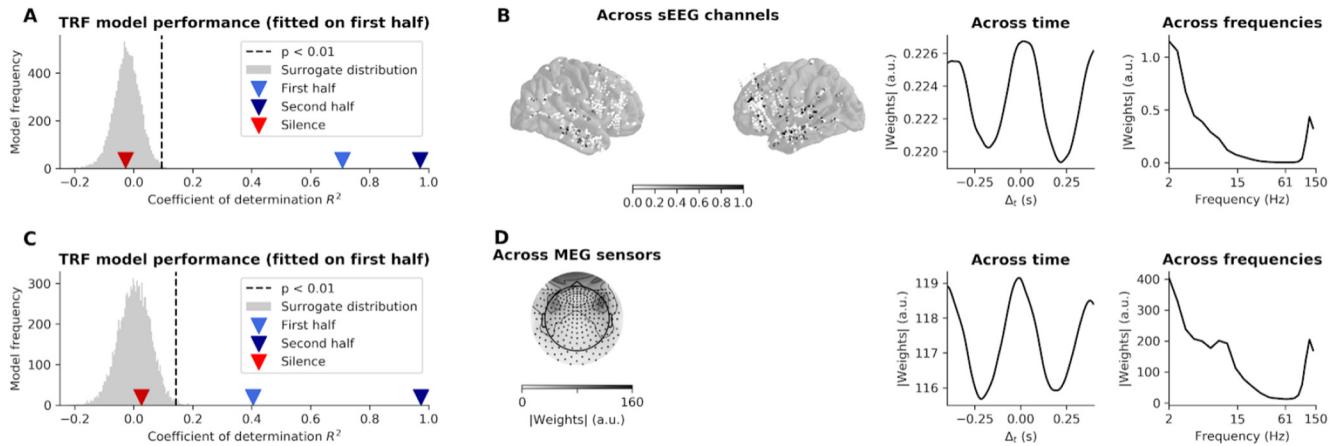 A
TRF model performance (fitted on first half)
Model frequency
400
200
0
p < 0.01
Surrogate distribution
First half
Second half
Silence
−0.2 0.0 0.2 0.4 0.6 0.8 1.0
Coefficient of determination R²
B
Across sEEG channels
0.0 0.2 0.4 0.6 0.8 1.0
Across time
|Weights| (a.u.)
0.226
0.224
0.222
0.220
−0.25 0.00 0.25
Δt (s)
Across frequencies
|Weights| (a.u.)
1.0
0.5
0.0
2 15 61 150
Frequency (Hz)
C
TRF model performance (fitted on first half)
Model frequency
300
200
100
0
p < 0.01
Surrogate distribution
First half
Second half
Silence
−0.2 0.0 0.2 0.4 0.6 0.8 1.0
Coefficient of determination R²
D
Across MEG sensors
0 160
|Weights| (a.u.)
Across time
|Weights| (a.u.)
119
118
117
116
−0.25 0.00 0.25
Δt (s)
Across frequencies
|Weights| (a.u.)
400
300
200
100
0
2 15 61 150
Frequency (Hz)